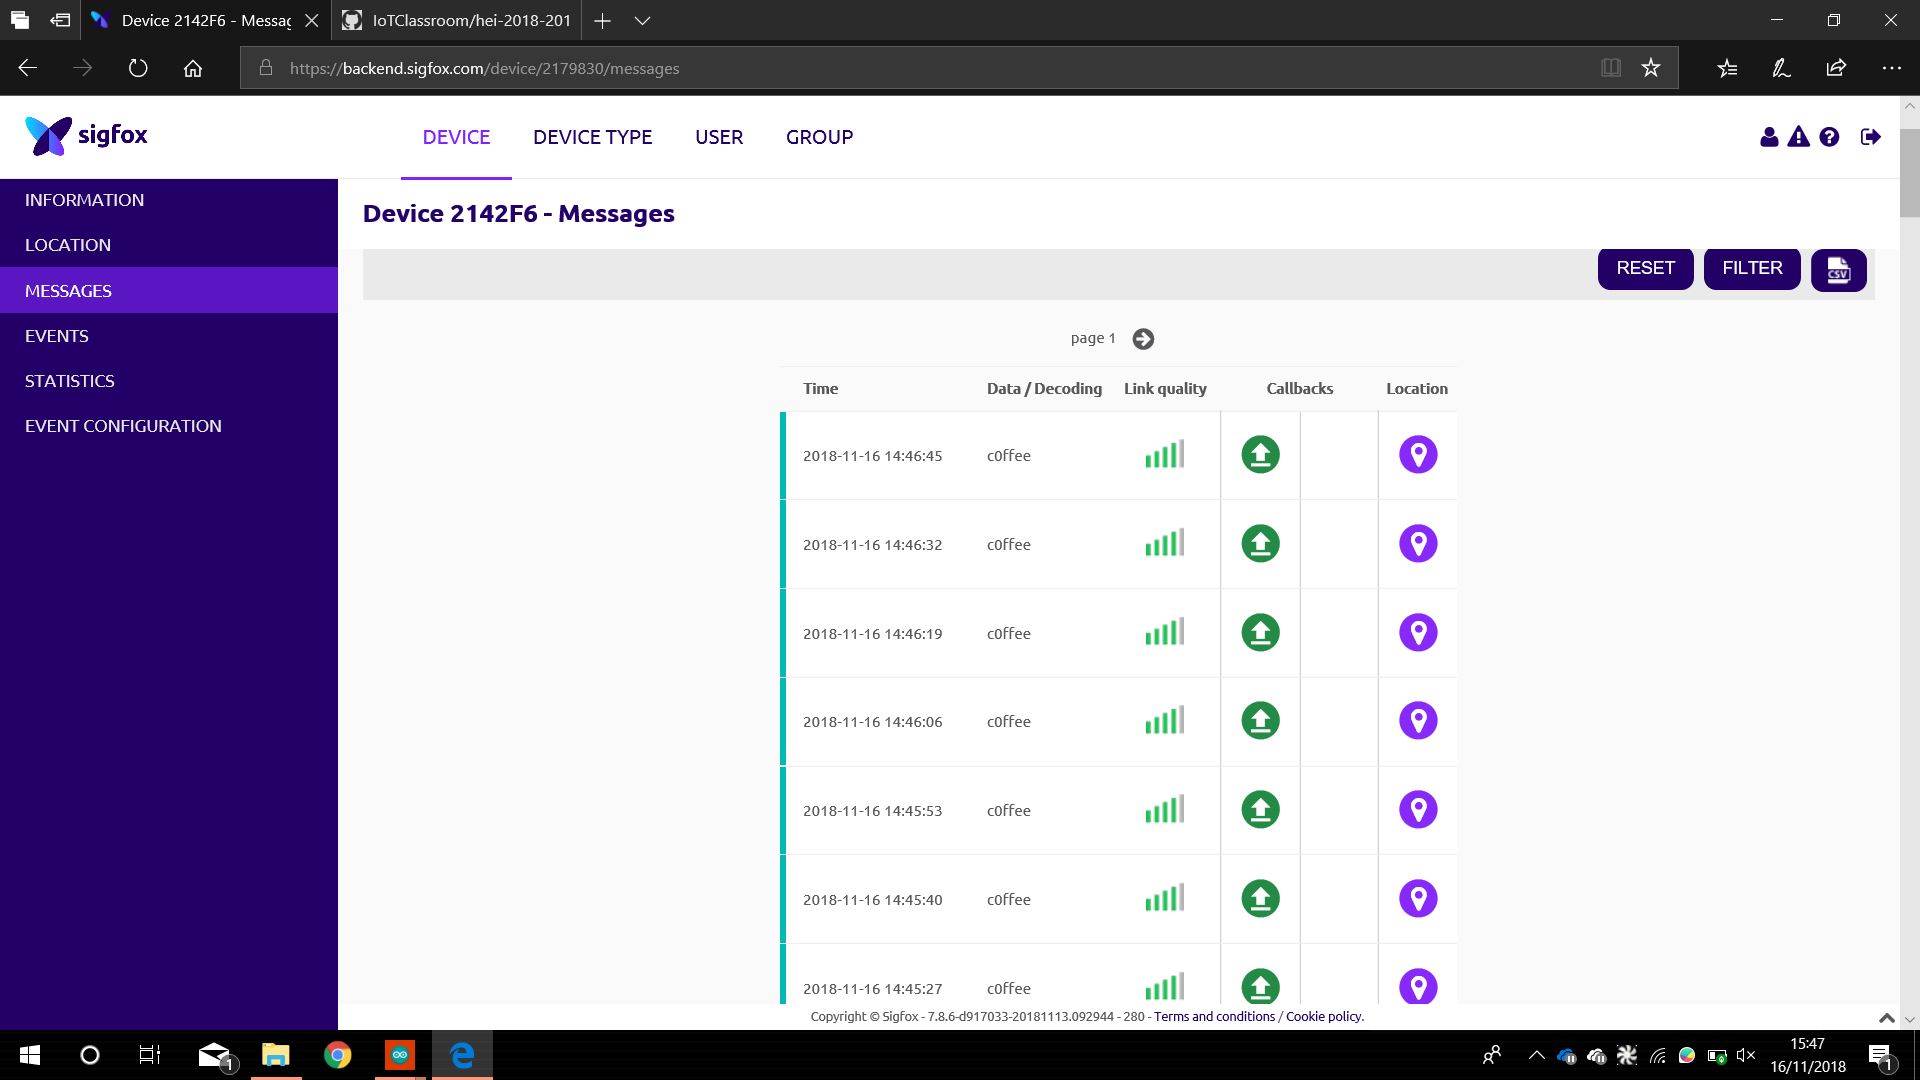 Device 2142F6 - Messag
IoTClassroom/hei-2018-201
https://backend.sigfox.com/device/2179830/messages
sigfox
DEVICE DEVICE TYPE USER GROUP
INFORMATION
LOCATION
MESSAGES
EVENTS
STATISTICS
EVENT CONFIGURATION
Device 2142F6 - Messages
RESET FILTER CSV
page 1
Time Data / Decoding Link quality Callbacks Location
2018-11-16 14:46:45 c0ffee
2018-11-16 14:46:32 c0ffee
2018-11-16 14:46:19 c0ffee
2018-11-16 14:46:06 c0ffee
2018-11-16 14:45:53 c0ffee
2018-11-16 14:45:40 c0ffee
2018-11-16 14:45:27 c0ffee
Copyright © Sigfox - 7.8.6-d917033-20181113.092944 - 280 - Terms and conditions / Cookie policy.
1
15:47
16/11/2018
1